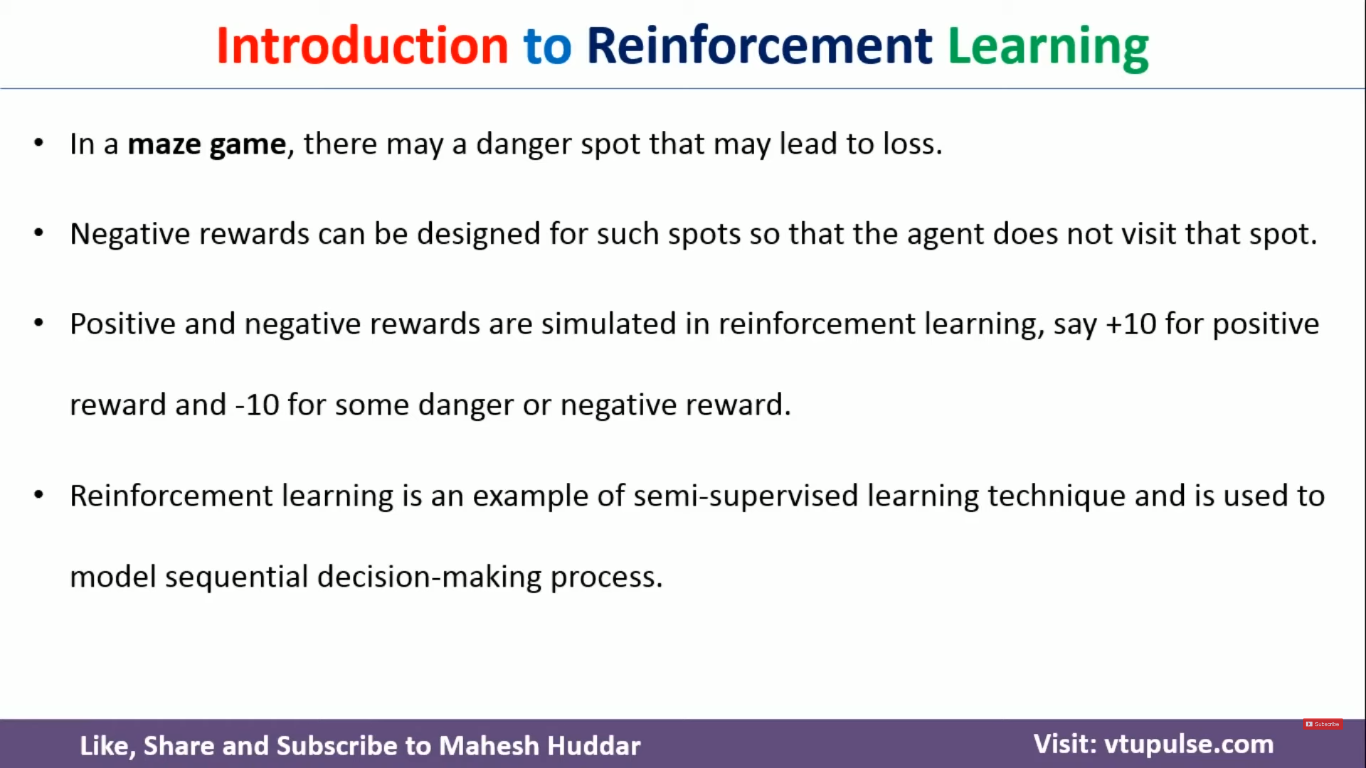 Introduction to Reinforcement Learning
• In a maze game, there may a danger spot that may lead to loss.
• Negative rewards can be designed for such spots so that the agent does not visit that spot.
• Positive and negative rewards are simulated in reinforcement learning, say +10 for positive
reward and -10 for some danger or negative reward.
• Reinforcement learning is an example of semi-supervised learning technique and is used to
model sequential decision-making process.
Subscribe
Like, Share and Subscribe to Mahesh Huddar
Visit: vtupulse.com